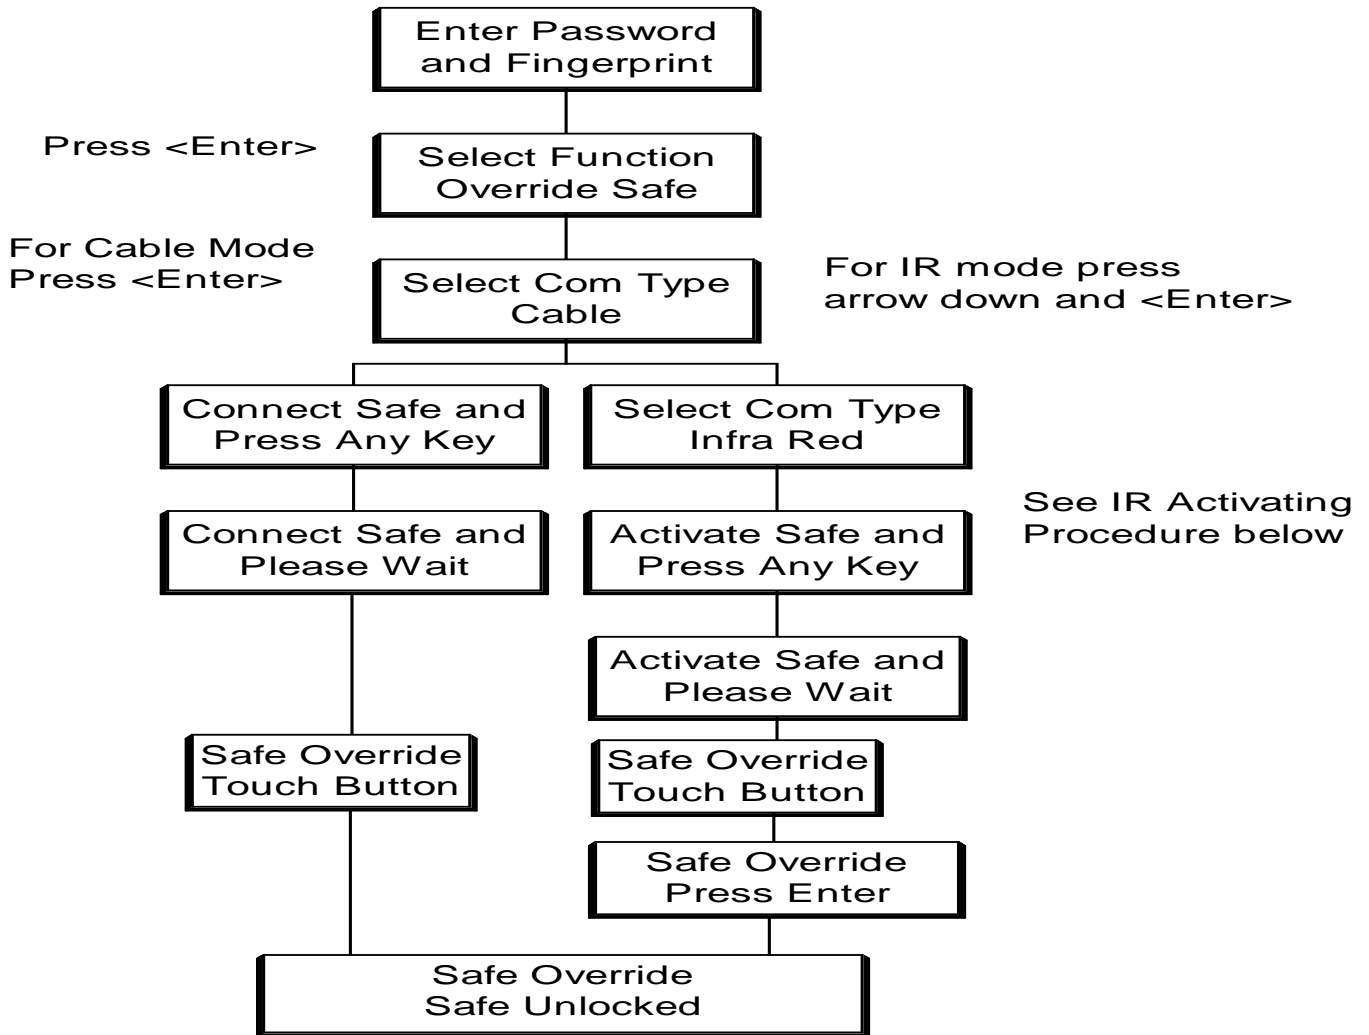 Enter Password
and Fingerprint
Press <Enter>
Select Function
Override Safe
For Cable Mode
Press <Enter>
Select Com Type
Cable
For IR mode press
arrow down and <Enter>
Connect Safe and
Press Any Key
Select Com Type
Infra Red
Connect Safe and
Please Wait
Activate Safe and
Press Any Key
See IR Activating
Procedure below
Activate Safe and
Please Wait
Safe Override
Touch Button
Safe Override
Touch Button
Safe Override
Press Enter
Safe Override
Safe Unlocked